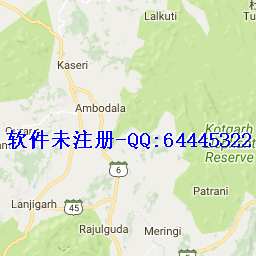 Lalkuti
Kaseri
Ambodala
Kotgarh
软件未注册-QQ:64445322
Reserve
6
Patrani
Lanjigarh
45
Rajulguda
Meringi